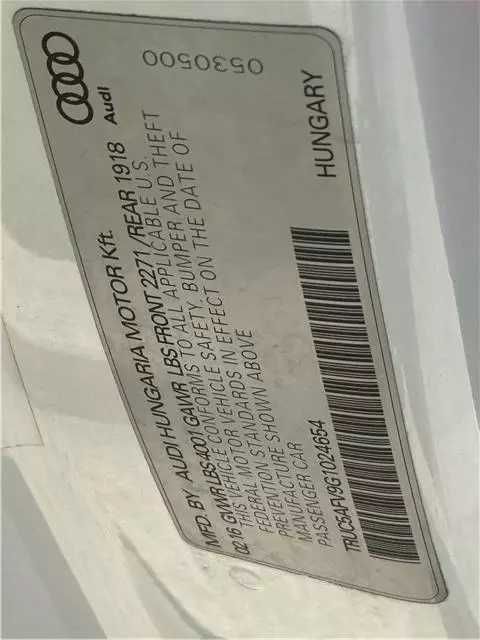 MFD. BY AUDI HUNGARIA MOTOR Kft.
02.16 GVWR LBS 4001 GAWR LBS FRONT 2271/REAR 1918
THIS VEHICLE CONFORMS TO ALL APPLICABLE U.S.
FEDERAL MOTOR VEHICLE SAFETY, BUMPER AND THEFT
PREVENTION STANDARDS IN EFFECT ON THE DATE OF
MANUFACTURE SHOWN ABOVE
PASSENGER CAR
TRUC5AFV9G1024654
HUNGARY
Audi
0530500